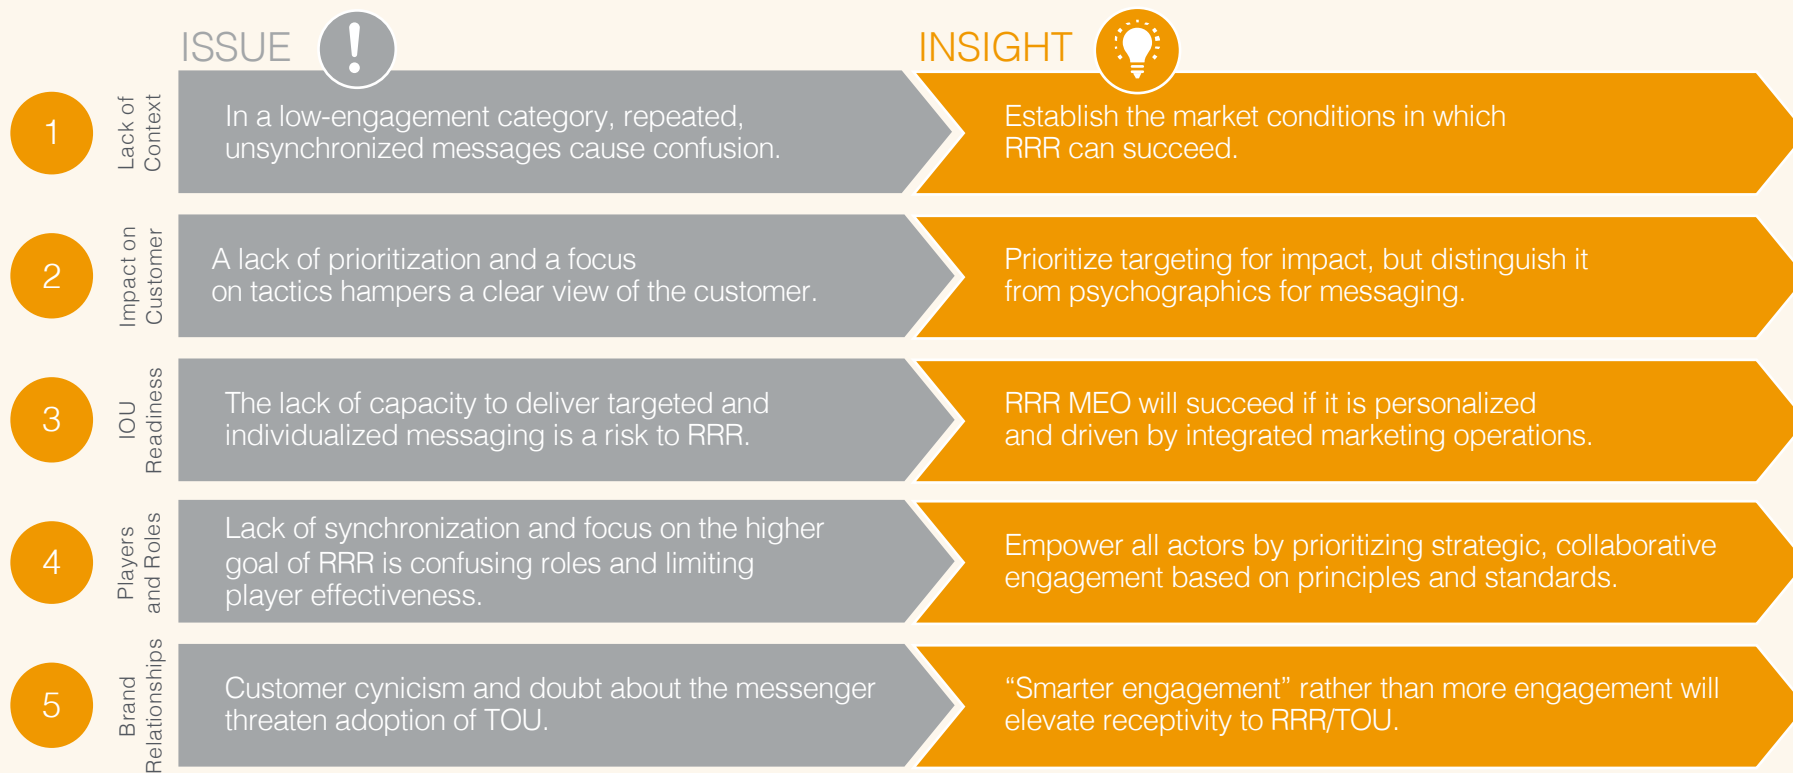 ISSUE
INSIGHT
1
Lack of
Context
In a low-engagement category, repeated,
unsynchronized messages cause confusion.
Establish the market conditions in which
RRR can succeed.
2
Impact on
Customer
A lack of prioritization and a focus
on tactics hampers a clear view of the customer.
Prioritize targeting for impact, but distinguish it
from psychographics for messaging.
3
IOU
Readiness
The lack of capacity to deliver targeted and
individualized messaging is a risk to RRR.
RRR MEO will succeed if it is personalized
and driven by integrated marketing operations.
4
Players
and Roles
Lack of synchronization and focus on the higher
goal of RRR is confusing roles and limiting
player effectiveness.
Empower all actors by prioritizing strategic, collaborative
engagement based on principles and standards.
5
Brand
Relationships
Customer cynicism and doubt about the messenger
threaten adoption of TOU.
“Smarter engagement” rather than more engagement will
elevate receptivity to RRR/TOU.